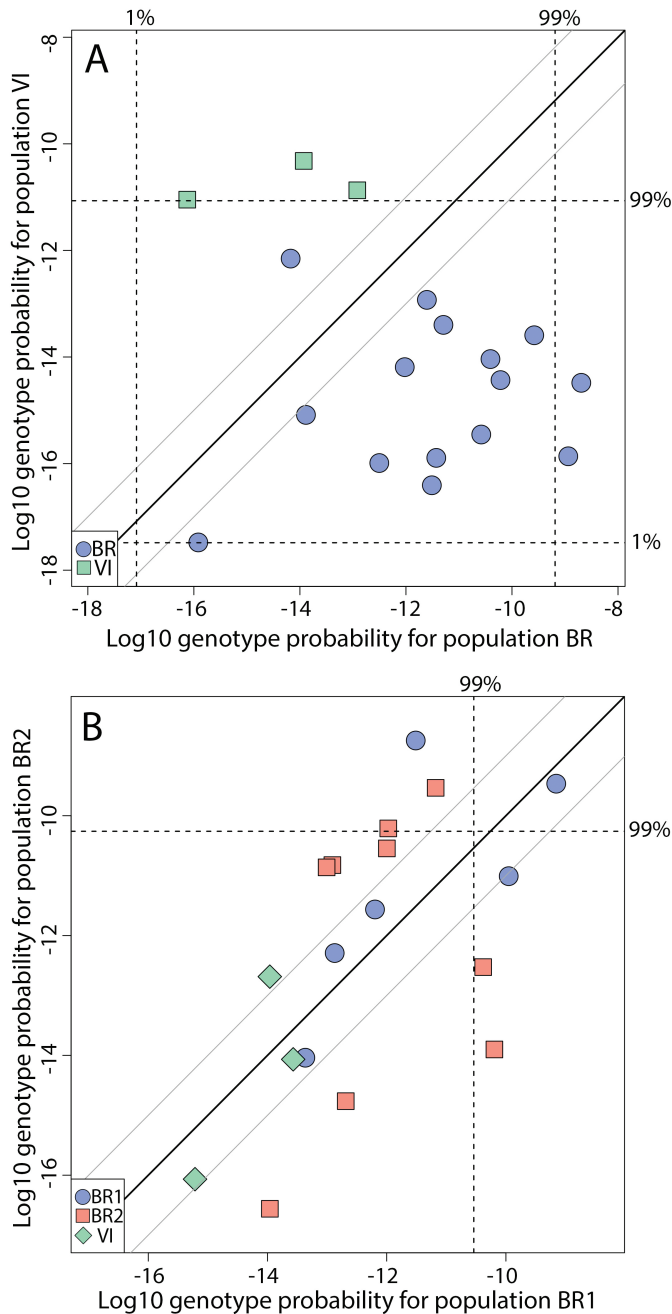 1%
99%
A
-8
-10
-12
-14
-16
-18
Log10 genotype probability for population VI
99%
1%
BR
VI
-18
-16
-14
-12
-10
-8
Log10 genotype probability for population BR
99%
B
-10
-12
-14
-16
Log10 genotype probability for population BR2
99%
BR1
BR2
VI
-16
-14
-12
-10
Log10 genotype probability for population BR1